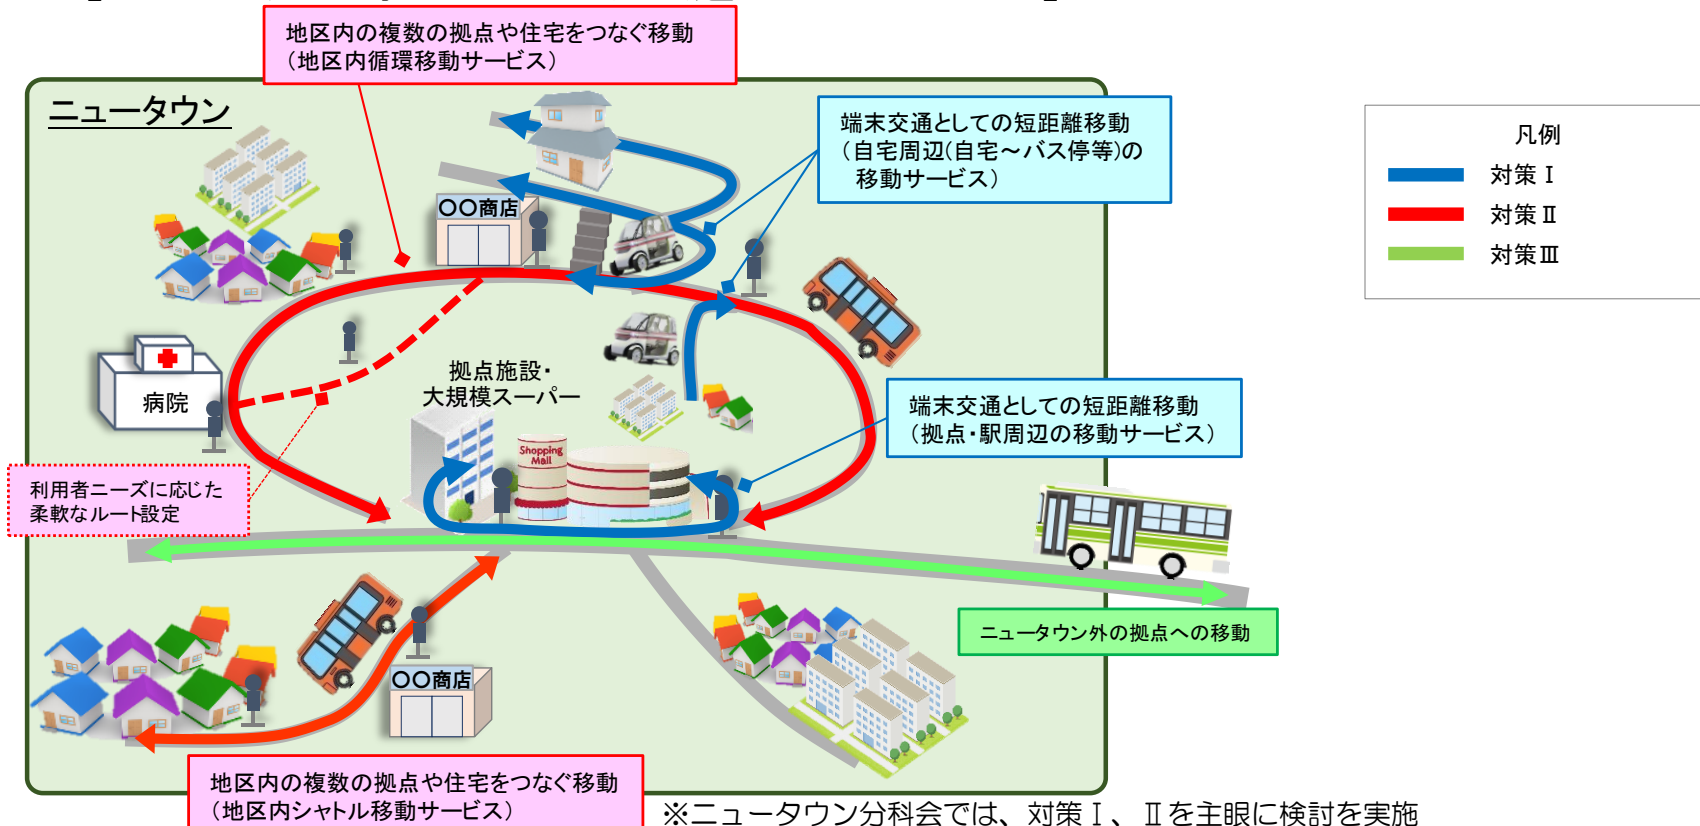 地区内の複数の拠点や住宅をつなぐ移動
（地区内循環移動サービス）
ニュータウン
端末交通としての短距離移動
（自宅周辺(自宅～バス停等)の
移動サービス）
凡例
対策Ⅰ
対策Ⅱ
対策Ⅲ
〇〇商店
病院
拠点施設・
大規模スーパー
Shopping
Mall
端末交通としての短距離移動
（拠点・駅周辺の移動サービス）
利用者ニーズに応じた
柔軟なルート設定
ニュータウン外の拠点への移動
〇〇商店
地区内の複数の拠点や住宅をつなぐ移動
（地区内シャトル移動サービス）
※ニュータウン分科会では、対策Ⅰ、Ⅱを主眼に検討を実施